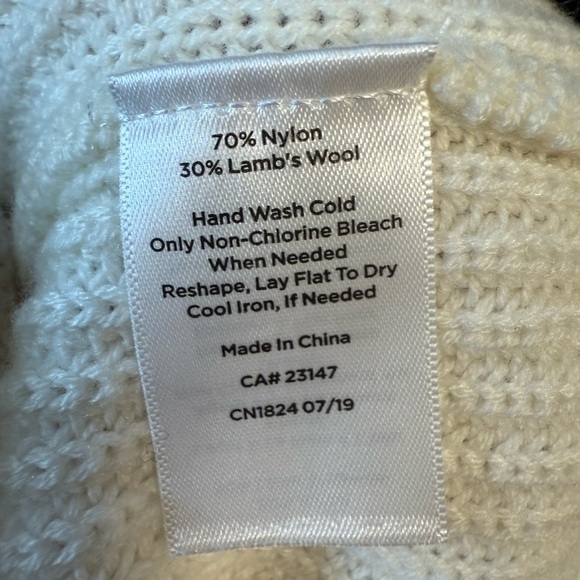 70% Nylon
30% Lamb's Wool
Hand Wash Cold
Only Non-Chlorine Bleach
When Needed
Reshape, Lay Flat To Dry
Cool Iron, If Needed
Made In China
CA# 23147
CN1824 07/19